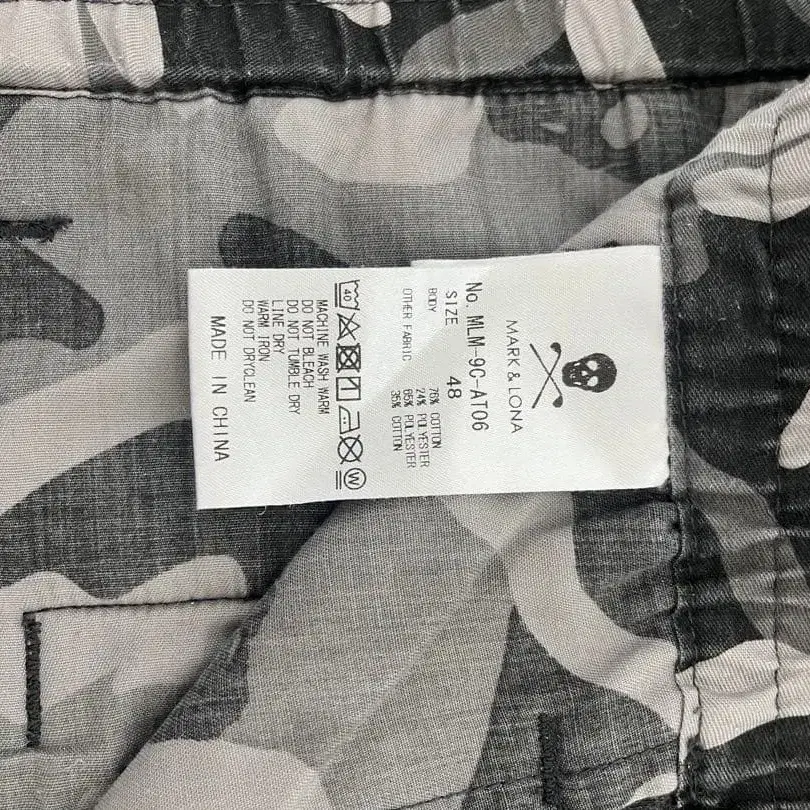 MARK & LONA
No. MLM-9C-AT06
SIZE 48
BODY 76% COTTON
24% POLYESTER
OTHER FABRIC 65% POLYESTER
35% COTTON
40
W
MACHINE WASH WARM
DO NOT BLEACH
DO NOT TUMBLE DRY
LINE DRY
WARM IRON
DO NOT DRYCLEAN
MADE IN CHINA